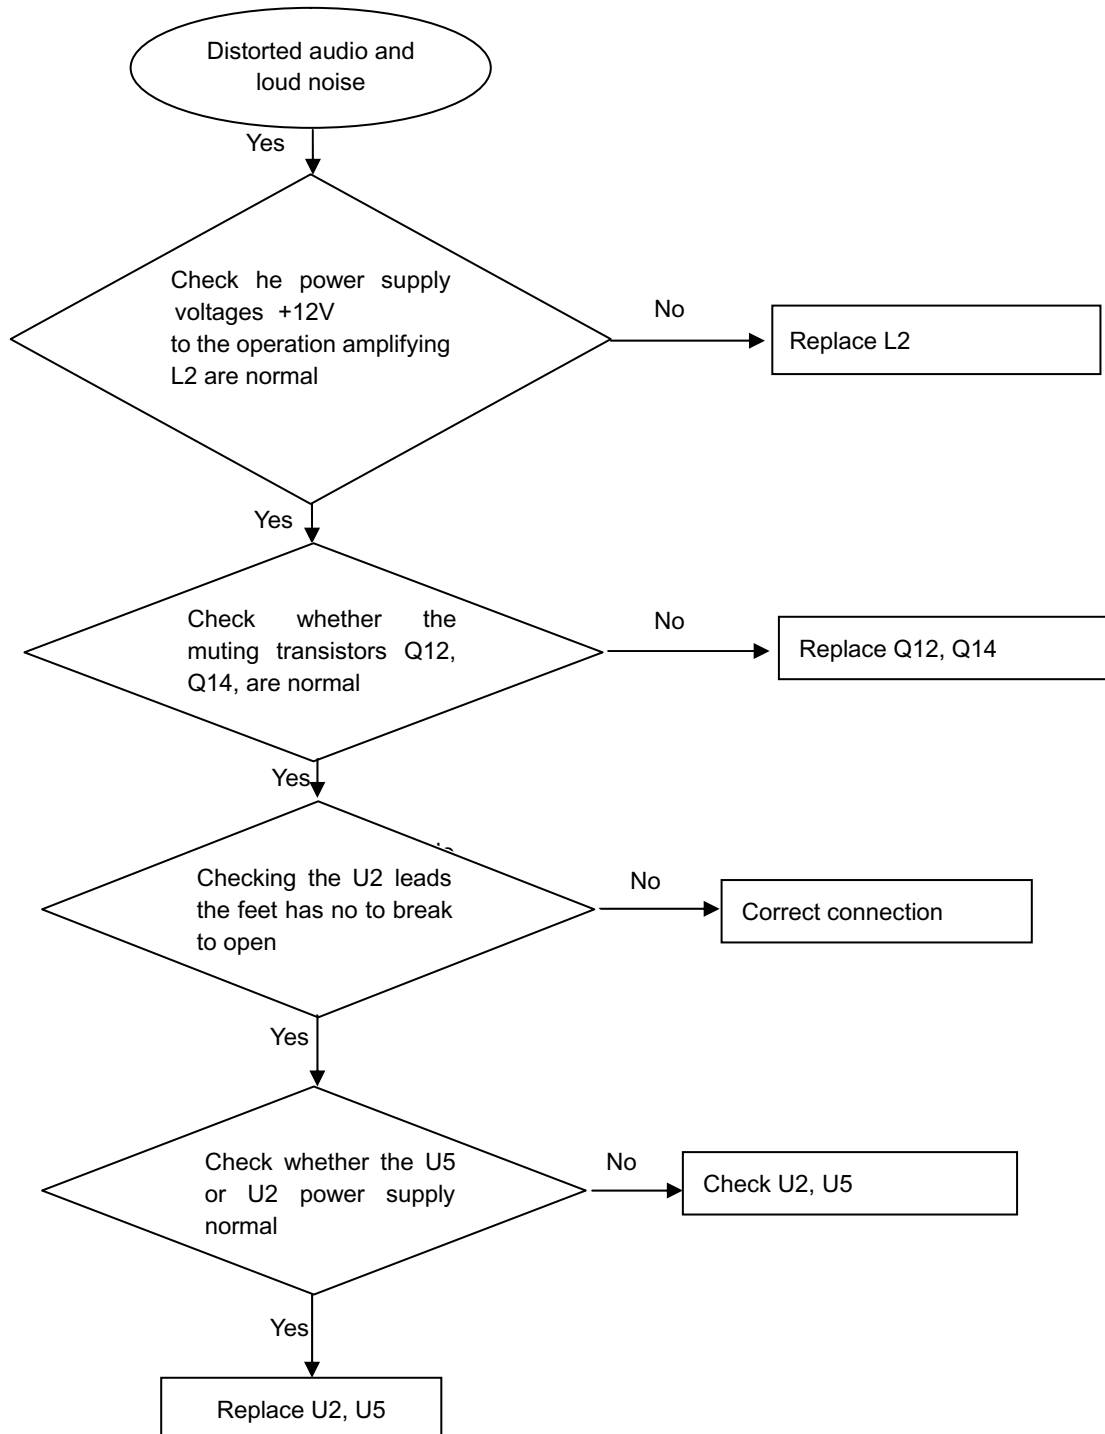 Distorted audio and
loud noise
Yes
Check he power supply
voltages +12V
to the operation amplifying
L2 are normal
No
Replace L2
Yes
Check whether the
muting transistors Q12,
Q14, are normal
No
Replace Q12, Q14
Yes
Checking the U2 leads
the feet has no to break
to open
No
Correct connection
Yes
Check whether the U5
or U2 power supply
normal
No
Check U2, U5
Yes
Replace U2, U5